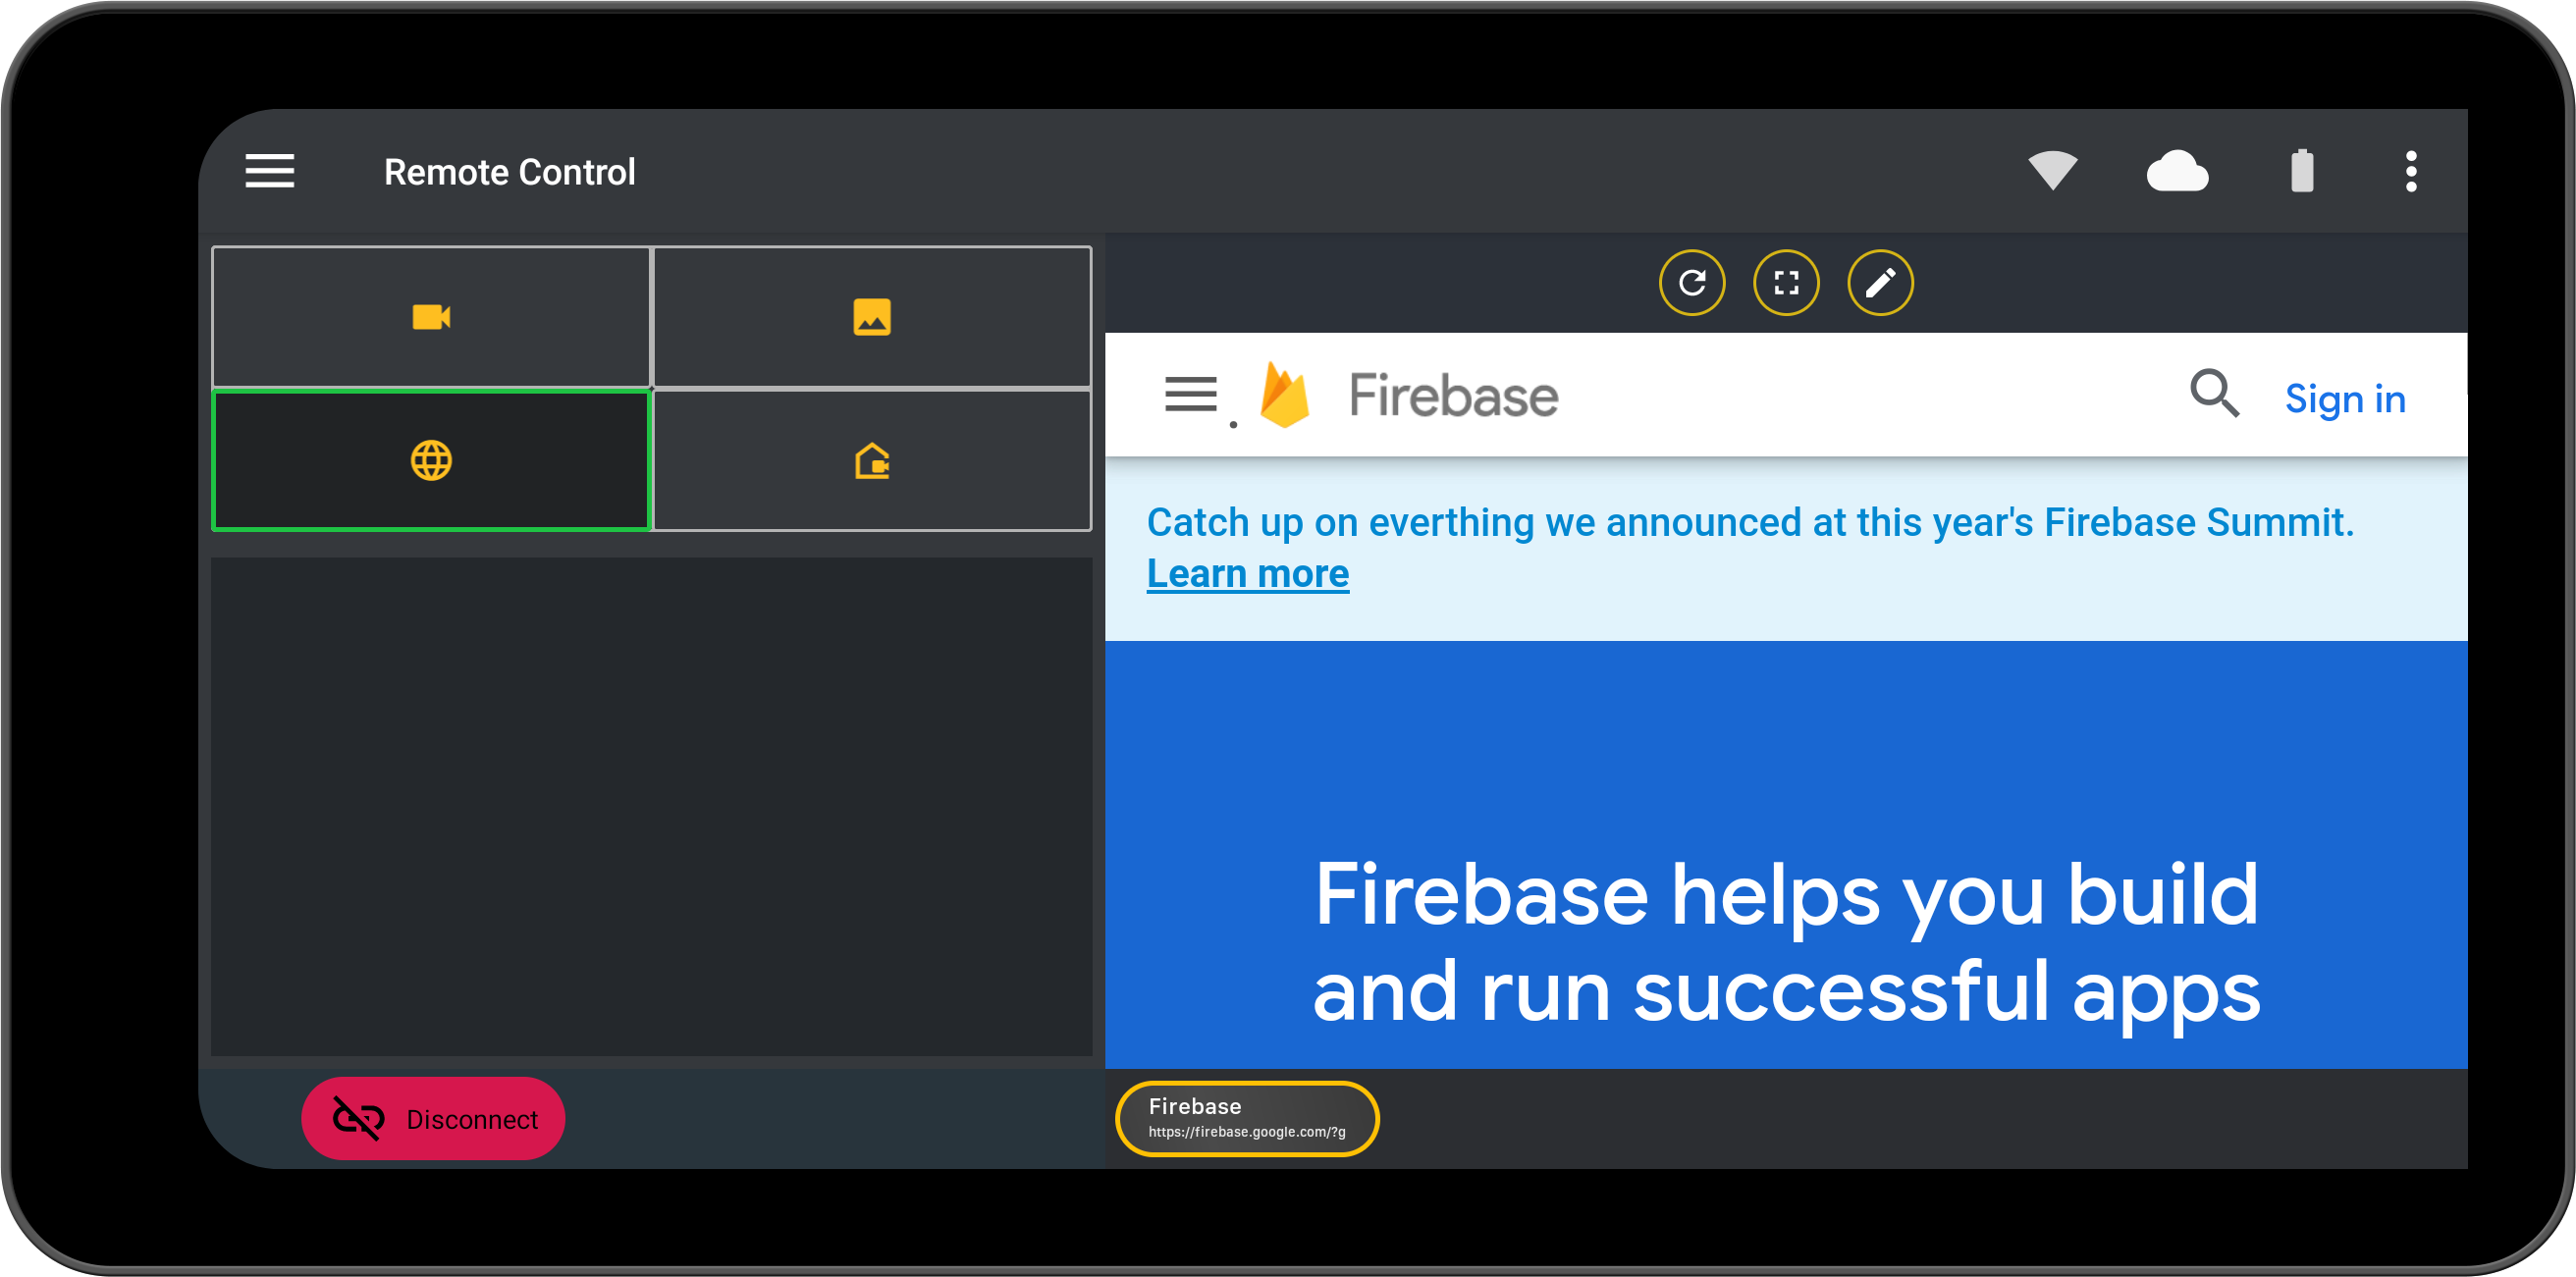 Remote Control
Firebase
Sign in
Catch up on everthing we announced at this year's Firebase Summit.
Learn more
Firebase helps you build
and run successful apps
Disconnect
Firebase
https://firebase.google.com/?g